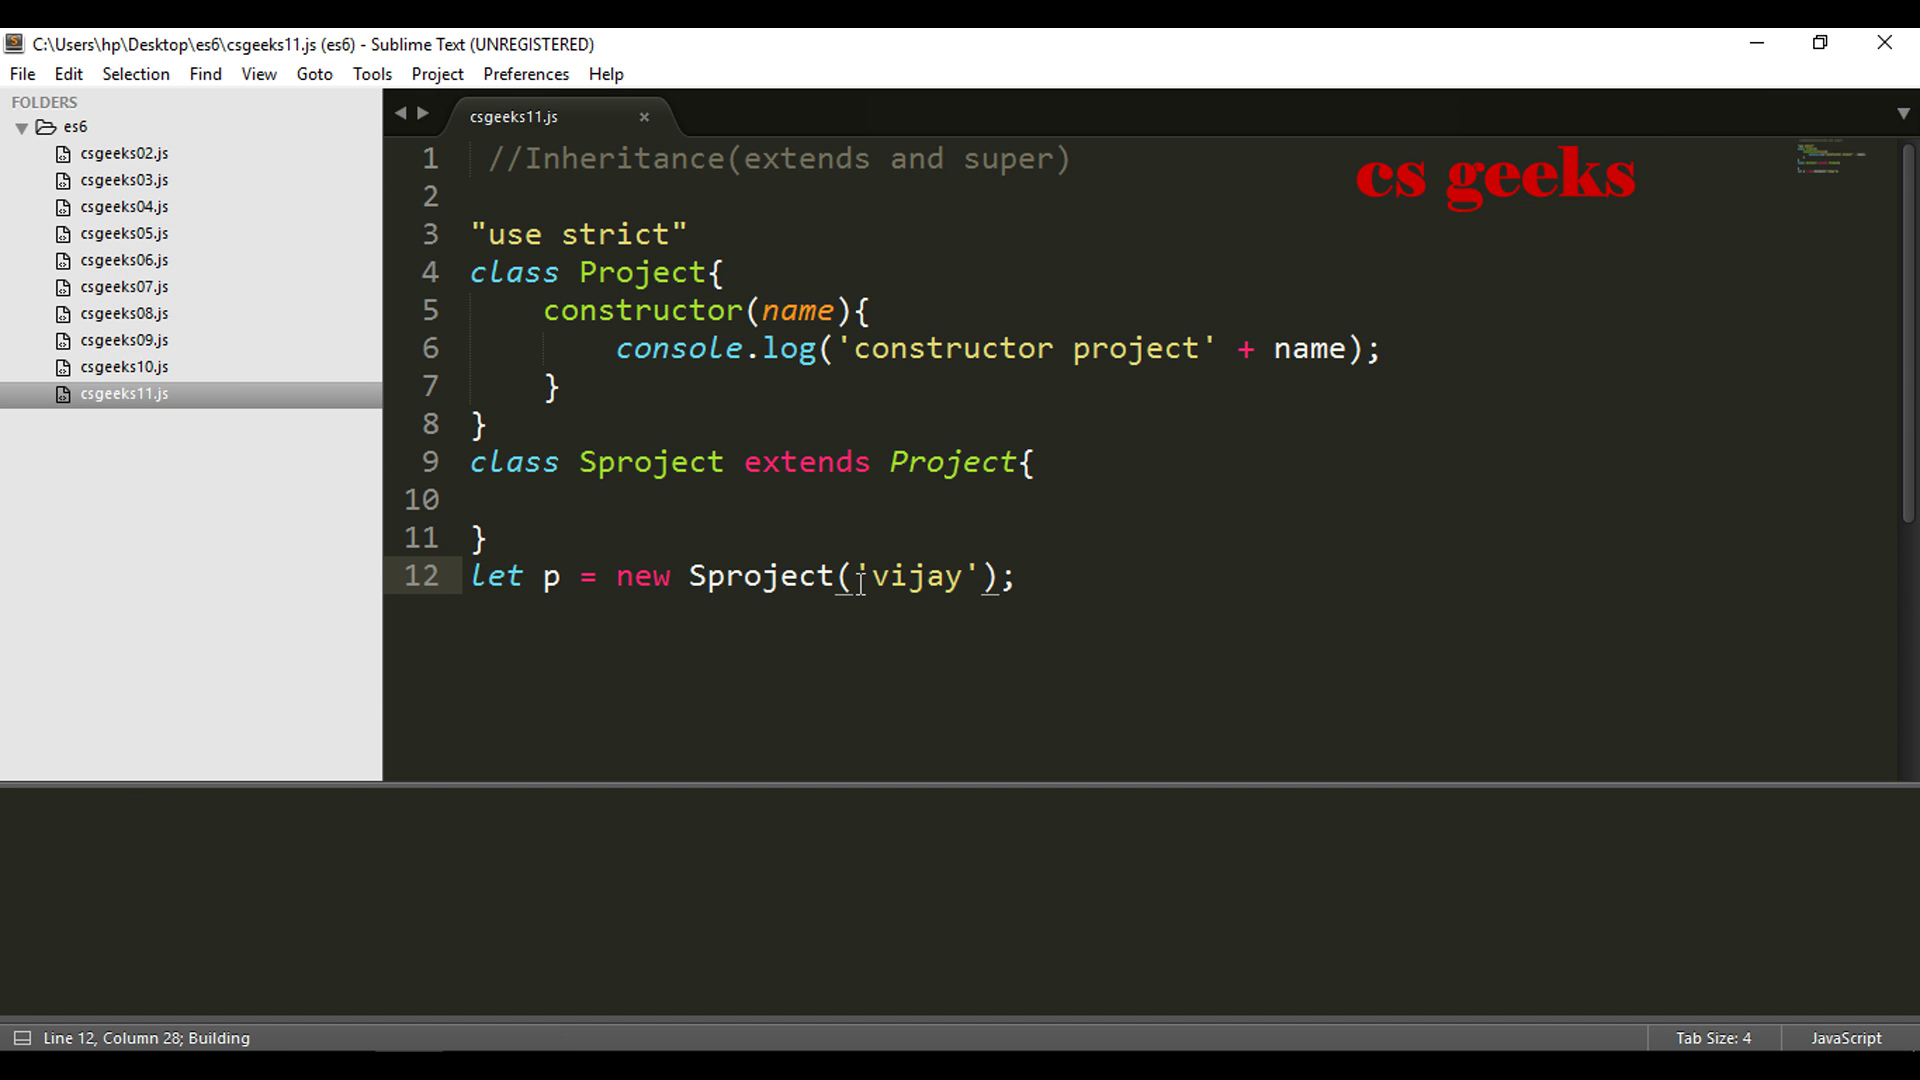 C:\Users\hp\Desktop\es6\csgeeks11.js (es6) - Sublime Text (UNREGISTERED)
File Edit Selection Find View Goto Tools Project Preferences Help
FOLDERS
es6
csgeeks02.js
csgeeks03.js
csgeeks04.js
csgeeks05.js
csgeeks06.js
csgeeks07.js
csgeeks08.js
csgeeks09.js
csgeeks10.js
csgeeks11.js
csgeeks11.js ×
cs geeks
1 //Inheritance(extends and super)
2
3 "use strict"
4 class Project{
5 constructor(name){
6 console.log('constructor project' + name);
7 }
8 }
9 class Sproject extends Project{
10
11 }
12 let p = new Sproject('vijay');
Line 12, Column 28; Building
Tab Size: 4
JavaScript